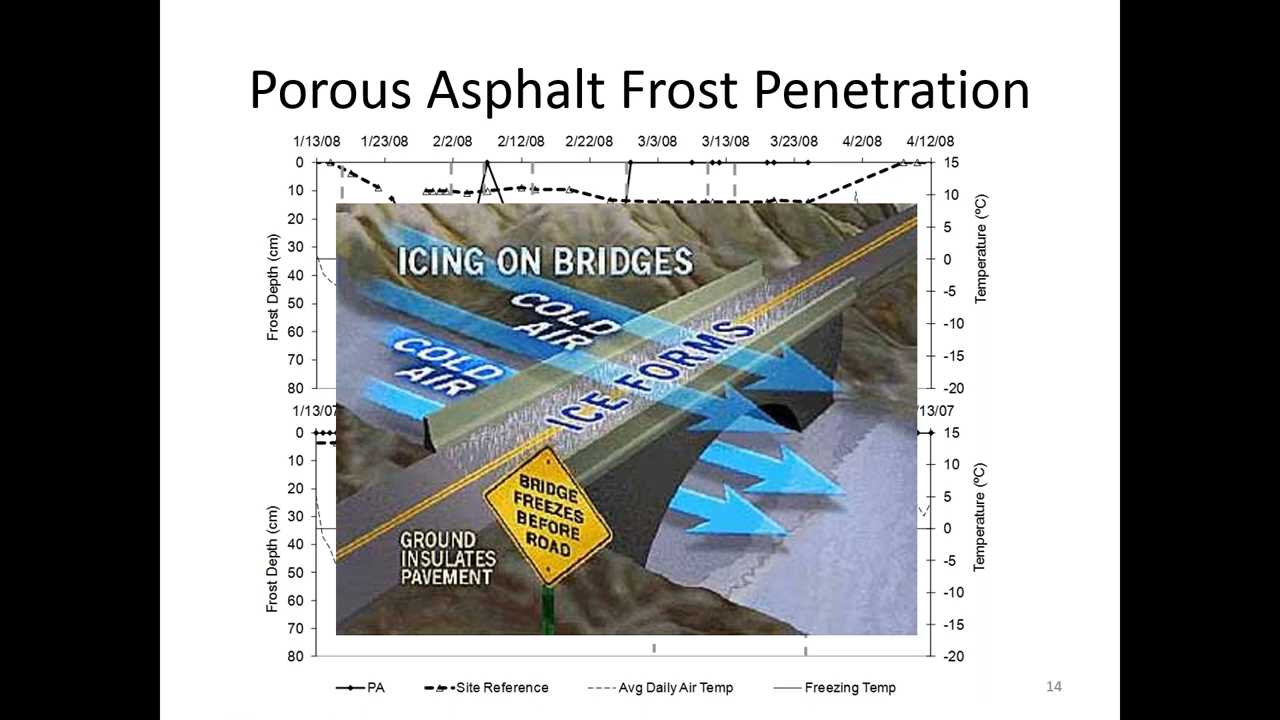 Porous Asphalt Frost Penetration
1/13/08 1/23/08 2/2/08 2/12/08 2/22/08 3/3/08 3/13/08 3/23/08 4/2/08 4/12/08
0
10
20
30
40
50
60
70
80
Frost Depth (cm)
15
10
5
0
-5
-10
-15
-20
Temperature (ºC)
ICING ON BRIDGES
COLD
AIR
COLD
AIR
ICE FORMS
BRIDGE
FREEZES
BEFORE
ROAD
GROUND
INSULATES
PAVEMENT
1/13/07
/13/07
0
10
20
30
40
50
60
70
80
Frost Depth (cm)
15
10
5
0
-5
-10
-15
-20
Temperature (ºC)
PA Site Reference Avg Daily Air Temp Freezing Temp
14